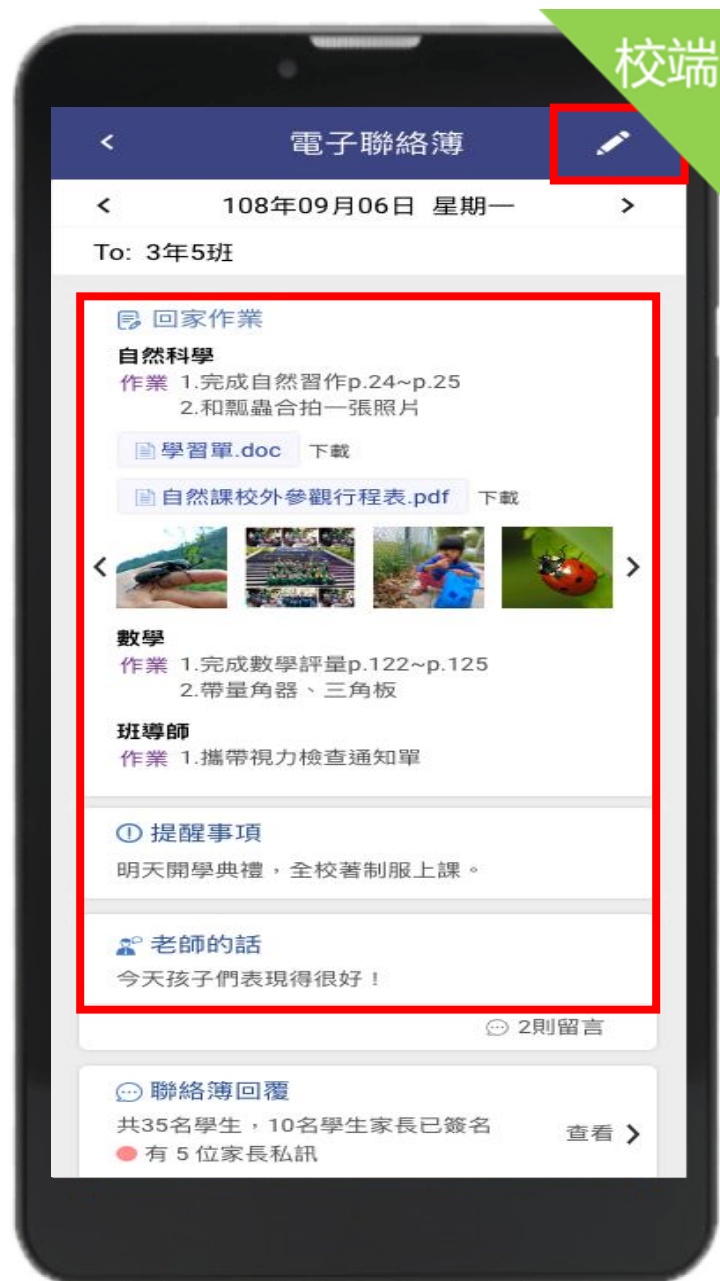 校端
電子聯絡簿
108年09月06日 星期一
To: 3年5班
回家作業
自然科學
作業 1.完成自然習作p.24~p.25
2.和瓢蟲合拍一張照片
學習單.doc 下載
自然課校外參觀行程表.pdf 下載
數學
作業 1.完成數學評量p.122~p.125
2.帶量角器、三角板
班導師
作業 1.攜帶視力檢查通知單
提醒事項
明天開學典禮，全校著制服上課。
老師的話
今天孩子們表現得很好！
2則留言
聯絡簿回覆
共35名學生，10名學生家長已簽名
查看
有 5 位家長私訊